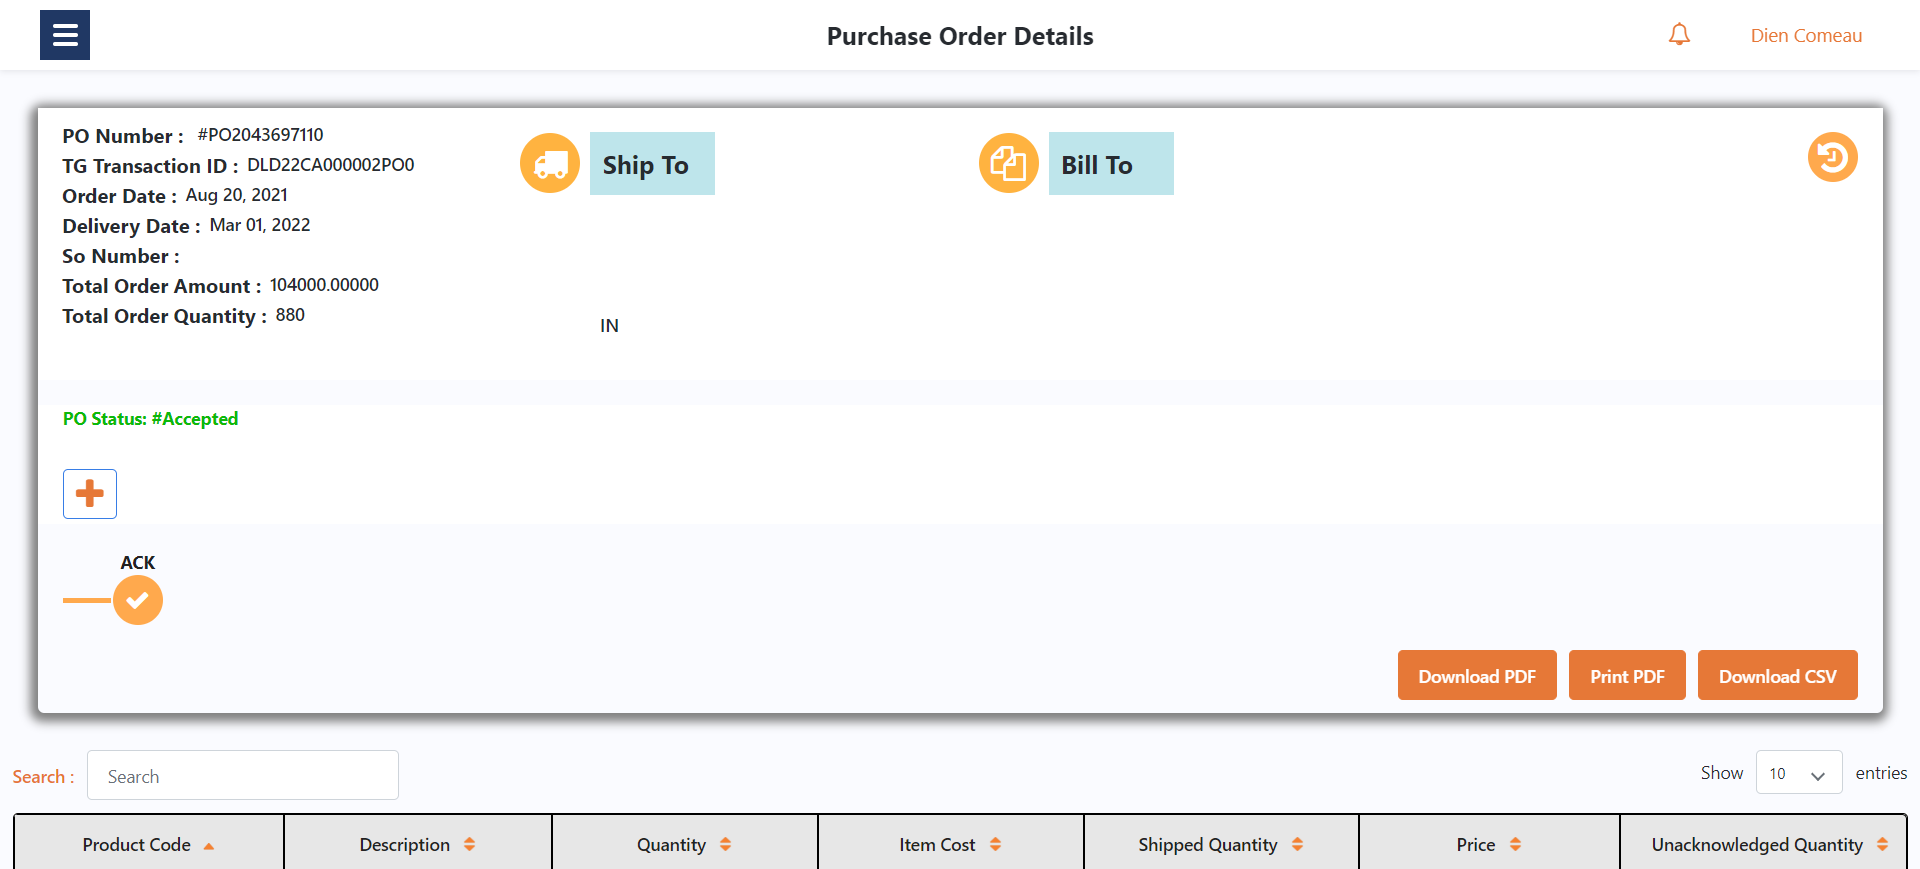 Purchase Order Details
Dien Comeau
PO Number : #PO2043697110
TG Transaction ID : DLD22CA000002PO0
Order Date : Aug 20, 2021
Delivery Date : Mar 01, 2022
So Number :
Total Order Amount : 104000.00000
Total Order Quantity : 880
Ship To
IN
Bill To
PO Status: #Accepted
ACK
Download PDF
Print PDF
Download CSV
Search :
Search
Show 10 entries
Product Code
Description
Quantity
Item Cost
Shipped Quantity
Price
Unacknowledged Quantity